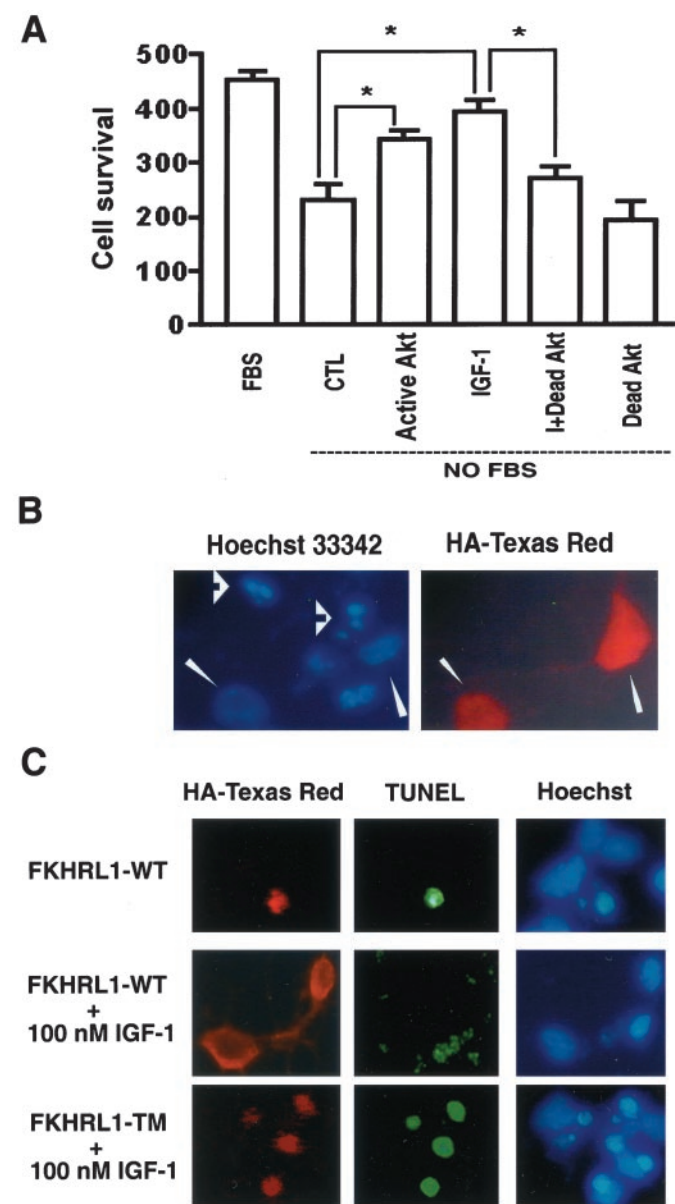 A
500
400
300
200
100
0
Cell survival
*
*
*
FBS
CTL
Active Akt
IGF-1
I+Dead Akt
Dead Akt
NO FBS
B
Hoechst 33342
HA-Texas Red
C
HA-Texas Red
TUNEL
Hoechst
FKHRL1-WT
FKHRL1-WT
+
100 nM IGF-1
FKHRL1-TM
+
100 nM IGF-1